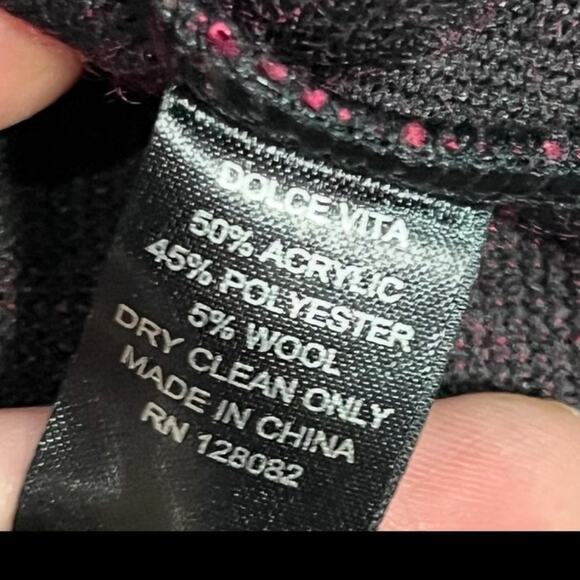 DOLCE VITA
50% ACRYLIC
45% POLYESTER
5% WOOL
DRY CLEAN ONLY
MADE IN CHINA
RN 128082